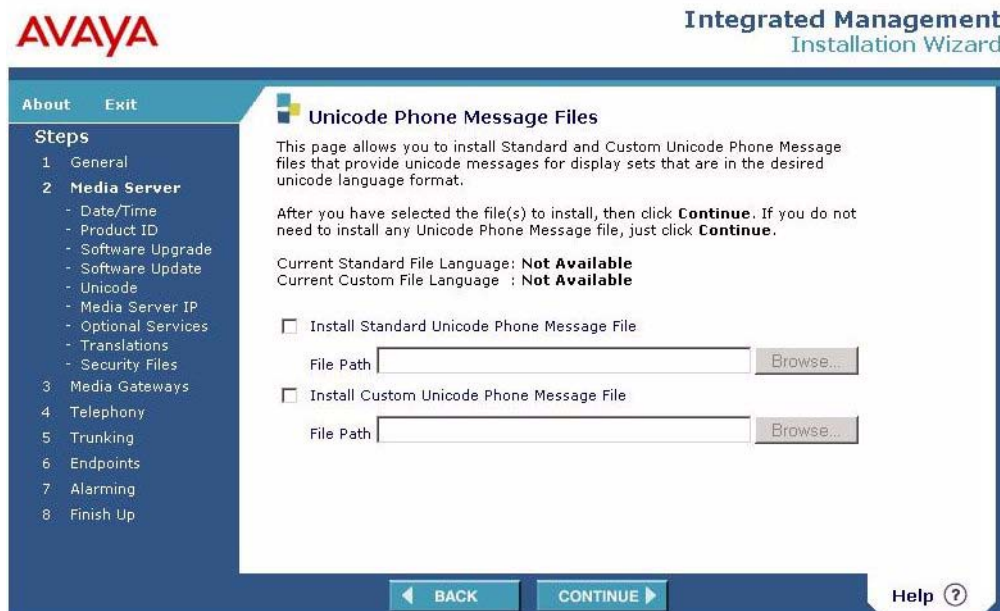 AVAYA
Integrated Management
Installation Wizard
About Exit
Steps
1 General
2 Media Server
- Date/Time
- Product ID
- Software Upgrade
- Software Update
- Unicode
- Media Server IP
- Optional Services
- Translations
- Security Files
3 Media Gateways
4 Telephony
5 Trunking
6 Endpoints
7 Alarming
8 Finish Up
Unicode Phone Message Files
This page allows you to install Standard and Custom Unicode Phone Message
files that provide unicode messages for display sets that are in the desired
unicode language format.
After you have selected the file(s) to install, then click Continue. If you do not
need to install any Unicode Phone Message file, just click Continue.
Current Standard File Language: Not Available
Current Custom File Language : Not Available
Install Standard Unicode Phone Message File
File Path Browse...
Install Custom Unicode Phone Message File
File Path Browse...
BACK CONTINUE
Help ?